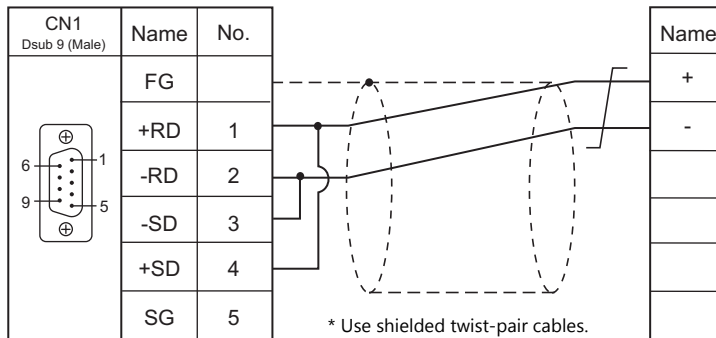 CN1
Dsub 9 (Male)
Name
No.
Name
FG
+
+RD
1
-
-RD
2
-SD
3
+SD
4
SG
5
6
1
9
5
* Use shielded twist-pair cables.